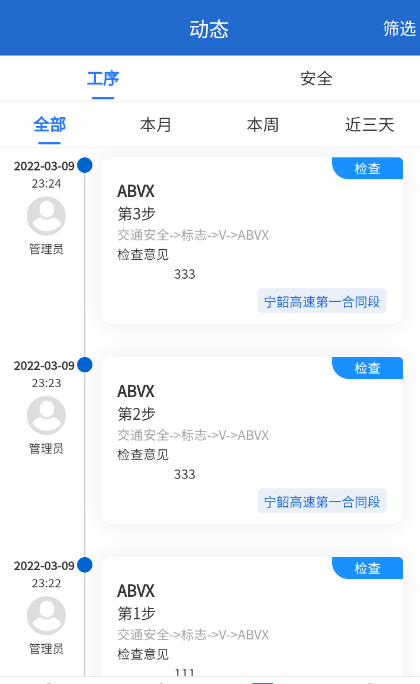 动态
筛选
工序
安全
全部
本月
本周
近三天
2022-03-09
23:24
管理员
检查
ABVX
第3步
交通安全->标志->V->ABVX
检查意见
333
宁韶高速第一合同段
2022-03-09
23:23
管理员
检查
ABVX
第2步
交通安全->标志->V->ABVX
检查意见
333
宁韶高速第一合同段
2022-03-09
23:22
管理员
检查
ABVX
第1步
交通安全->标志->V->ABVX
检查意见
111